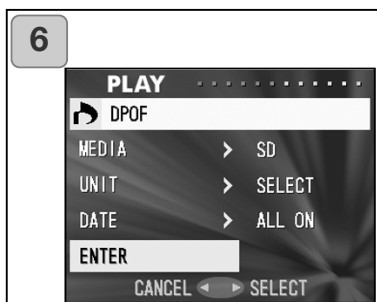 6
PLAY
DPOF
MEDIA > SD
UNIT > SELECT
DATE > ALL ON
ENTER
CANCEL ◄ ► SELECT